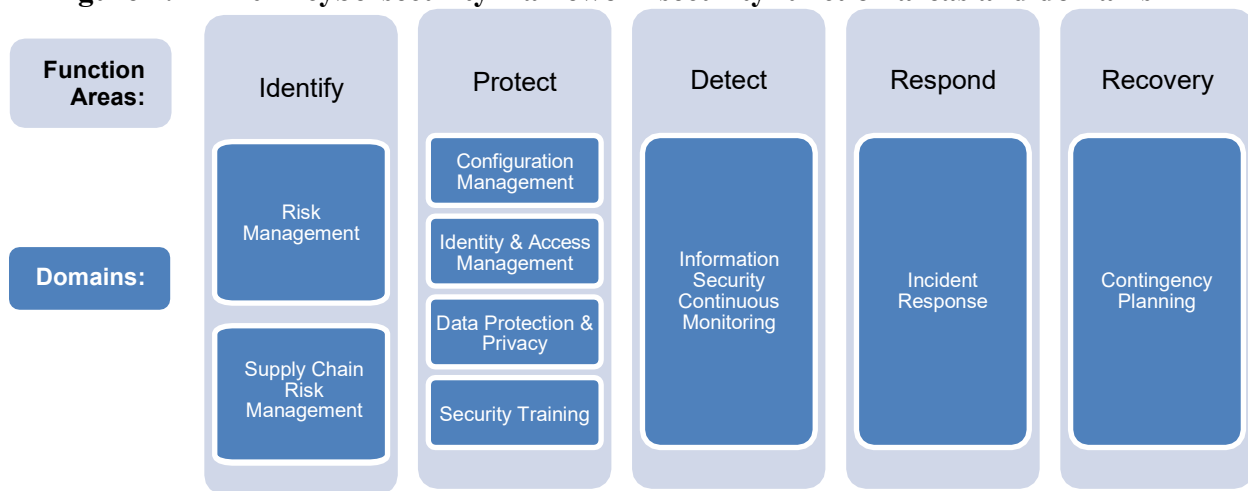 Function
Areas:
Identify
Protect
Detect
Respond
Recovery
Domains:
Risk
Management
Supply Chain
Risk
Management
Configuration
Management
Identity & Access
Management
Data Protection &
Privacy
Security Training
Information
Security
Continuous
Monitoring
Incident
Response
Contingency
Planning